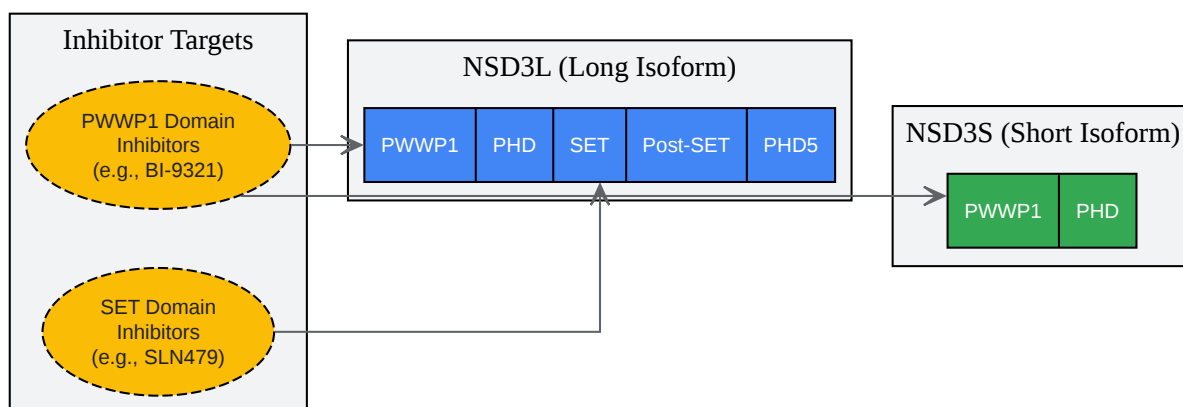 Inhibitor Targets
PWWP1 Domain
Inhibitors
(e.g., BI-9321)
SET Domain
Inhibitors
(e.g., SLN479)
NSD3L (Long Isoform)
PWWP1 PHD SET Post-SET PHD5
NSD3S (Short Isoform)
PWWP1 PHD